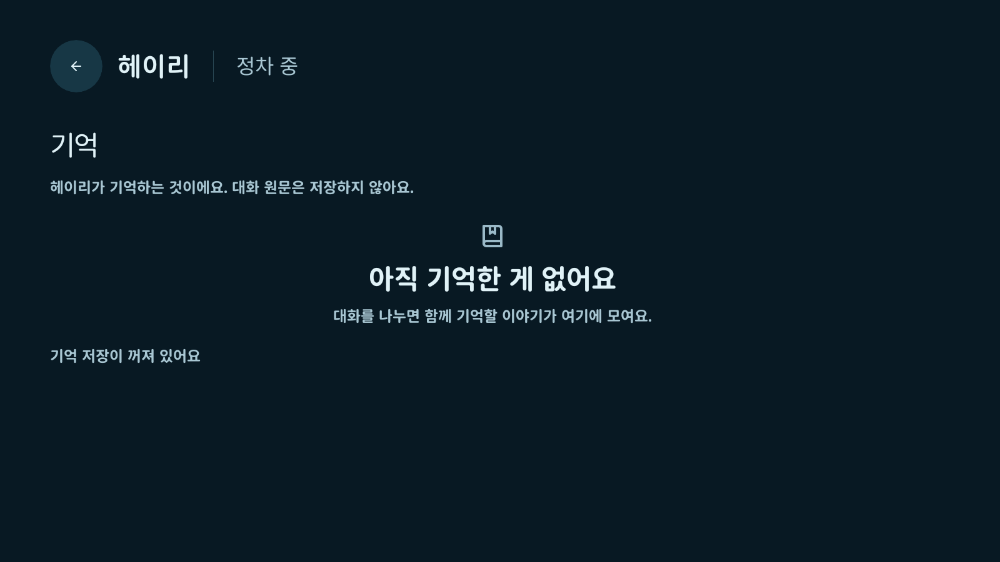 헤이리
정차 중
기억
헤이리가 기억하는 것이에요. 대화 원문은 저장하지 않아요.
아직 기억한 게 없어요
대화를 나누면 함께 기억할 이야기가 여기에 모여요.
기억 저장이 꺼져 있어요